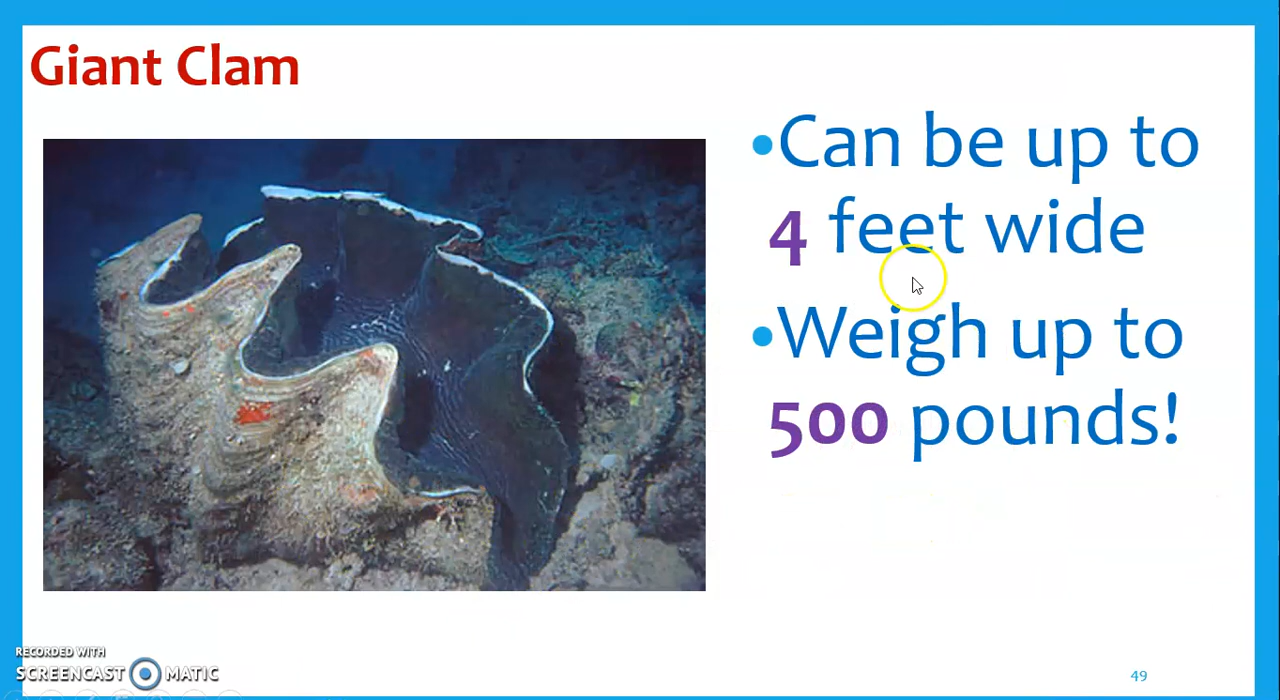 Giant Clam
•Can be up to
4 feet wide
•Weigh up to
500 pounds!
RECORDED WITH
SCREENCAST MATIC
49